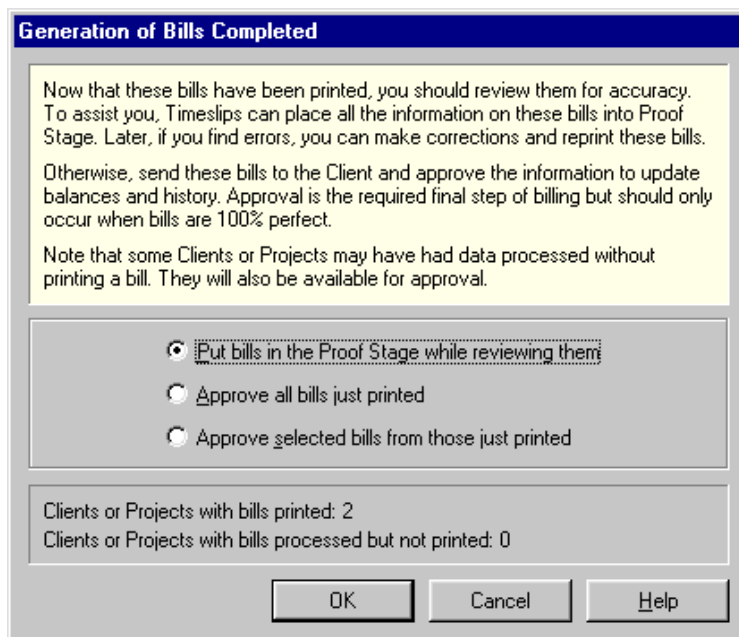 Generation of Bills Completed
Now that these bills have been printed, you should review them for accuracy.
To assist you, Timeslips can place all the information on these bills into Proof
Stage. Later, if you find errors, you can make corrections and reprint these bills.
Otherwise, send these bills to the Client and approve the information to update
balances and history. Approval is the required final step of billing but should only
occur when bills are 100% perfect.
Note that some Clients or Projects may have had data processed without
printing a bill. They will also be available for approval.
Put bills in the Proof Stage while reviewing them
Approve all bills just printed
Approve selected bills from those just printed
Clients or Projects with bills printed: 2
Clients or Projects with bills processed but not printed: 0
OK Cancel Help